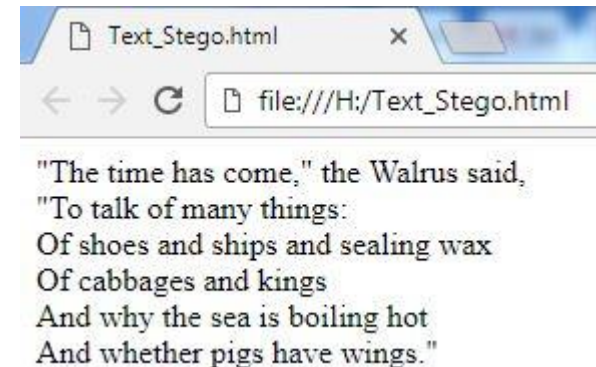 Text_Stego.html
file:///H:/Text_Stego.html
"The time has come," the Walrus said,
"To talk of many things:
Of shoes and ships and sealing wax
Of cabbages and kings
And why the sea is boiling hot
And whether pigs have wings."